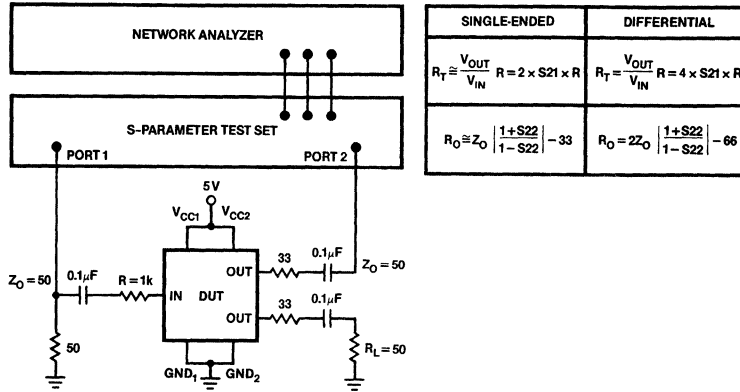 NETWORK ANALYZER
S–PARAMETER TEST SET
PORT 1
PORT 2
5V
VCC1
VCC2
ZO = 50
0.1µF
R = 1k
IN
DUT
OUT
33
0.1µF
ZO = 50
OUT
33
0.1µF
50
RL = 50
GND1
GND2
SINGLE-ENDED
DIFFERENTIAL
RT ≅ VOUT/VIN R = 2 × S21 × R
RT = VOUT/VIN R = 4 × S21 × R
RO ≅ ZO |1+S22/1–S22| – 33
RO = 2ZO |1+S22/1–S22| – 66